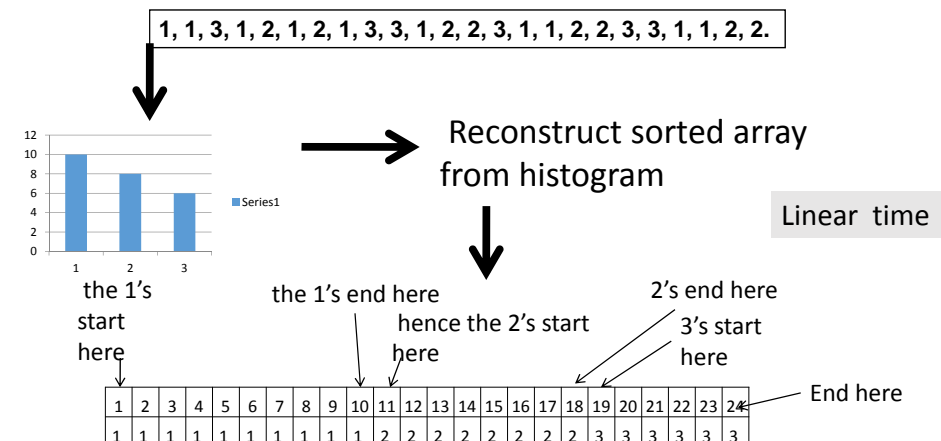 1, 1, 3, 1, 2, 1, 2, 1, 3, 3, 1, 2, 2, 3, 1, 1, 2, 2, 3, 3, 1, 1, 2, 2.
12
10
8
6
4
2
0
1 2 3
Series1
Reconstruct sorted array
from histogram
Linear time
the 1's
start
here
the 1's end here
hence the 2's start
here
2's end here
3's start
here
End here
1 2 3 4 5 6 7 8 9 10 11 12 13 14 15 16 17 18 19 20 21 22 23 24
1 1 1 1 1 1 1 1 1 1 2 2 2 2 2 2 2 2 3 3 3 3 3 3